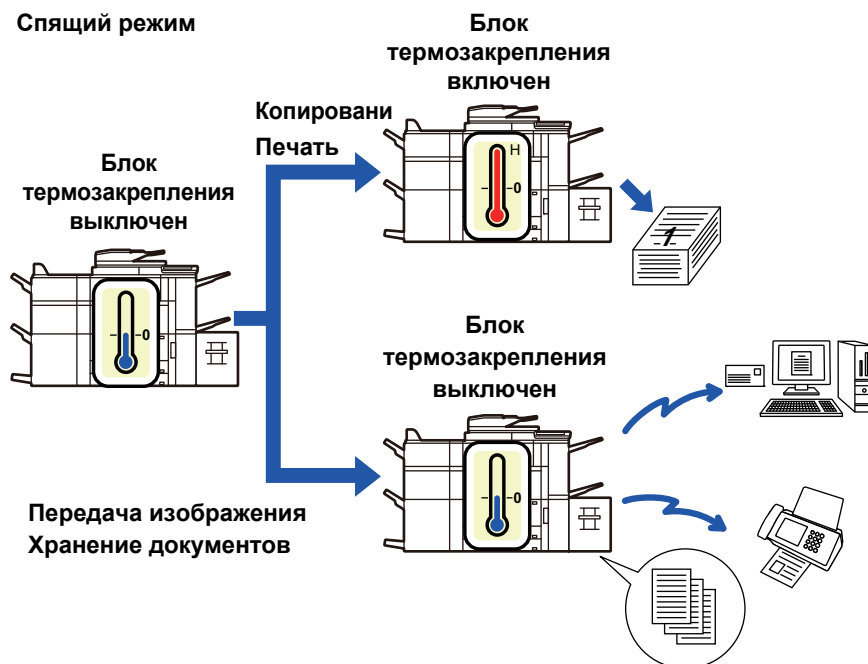 Спящий режим
Блок
термозакрепления
включен
Копировани
Печать
H
0
1
Блок
термозакрепления
выключен
0
Блок
термозакрепления
выключен
0
Передача изображения
Хранение документов